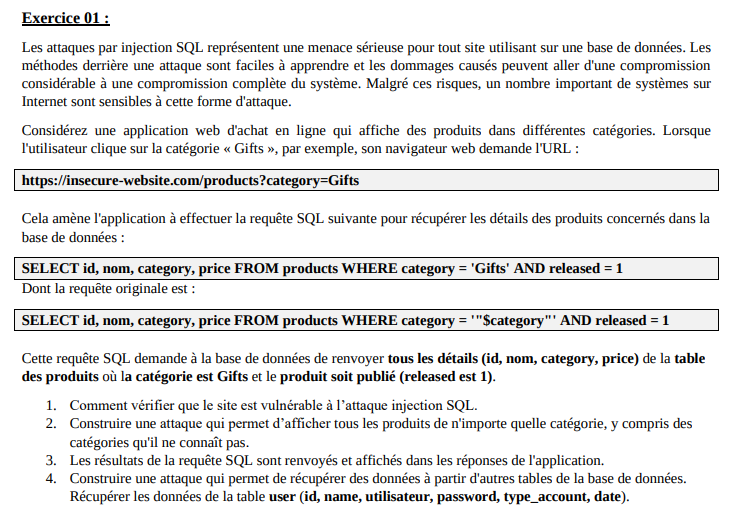 Exercice 01 :
Les attaques par injection SQL représentent une menace sérieuse pour tout site utilisant sur une base de données. Les
méthodes derrière une attaque sont faciles à apprendre et les dommages causés peuvent aller d'une compromission
considérable à une compromission complète du système. Malgré ces risques, un nombre important de systèmes sur
Internet sont sensibles à cette forme d'attaque.
Considérez une application web d'achat en ligne qui affiche des produits dans différentes catégories. Lorsque
l'utilisateur clique sur la catégorie « Gifts », par exemple, son navigateur web demande l'URL :
https://insecure-website.com/products?category=Gifts
Cela amène l'application à effectuer la requête SQL suivante pour récupérer les détails des produits concernés dans la
base de données :
SELECT id, nom, category, price FROM products WHERE category = 'Gifts' AND released = 1
Dont la requête originale est :
SELECT id, nom, category, price FROM products WHERE category = '"$category"' AND released = 1
Cette requête SQL demande à la base de données de renvoyer tous les détails (id, nom, category, price) de la table
des produits où la catégorie est Gifts et le produit soit publié (released est 1).
1. Comment vérifier que le site est vulnérable à l'attaque injection SQL.
2. Construire une attaque qui permet d'afficher tous les produits de n'importe quelle catégorie, y compris des
catégories qu'il ne connaît pas.
3. Les résultats de la requête SQL sont renvoyés et affichés dans les réponses de l'application.
4. Construire une attaque qui permet de récupérer des données à partir d'autres tables de la base de données.
Récupérer les données de la table user (id, name, utilisateur, password, type_account, date).